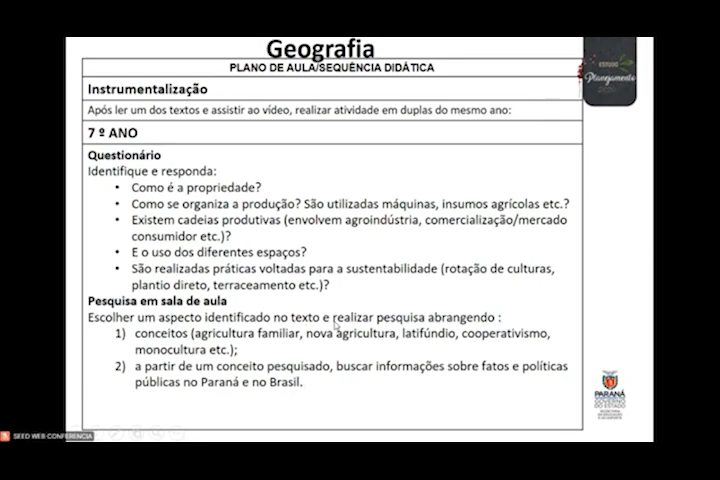 Geografia
PLANO DE AULA/SEQUÊNCIA DIDÁTICA
ESTUDO
Planejamento
Instrumentalização
Após ler um dos textos e assistir ao vídeo, realizar atividade em duplas do mesmo ano:
7 º ANO
Questionário
Identifique e responda:
• Como é a propriedade?
• Como se organiza a produção? São utilizadas máquinas, insumos agrícolas etc.?
• Existem cadeias produtivas (envolvem agroindústria, comercialização/mercado
consumidor etc.)?
• E o uso dos diferentes espaços?
• São realizadas práticas voltadas para a sustentabilidade (rotação de culturas,
plantio direto, terraceamento etc.)?
Pesquisa em sala de aula
Escolher um aspecto identificado no texto e realizar pesquisa abrangendo :
1) conceitos (agricultura familiar, nova agricultura, latifúndio, cooperativismo,
monocultura etc.);
2) a partir de um conceito pesquisado, buscar informações sobre fatos e políticas
públicas no Paraná e no Brasil.
PARANÁ
GOVERNO
DO ESTADO
SEED WEB CONFERENCIA